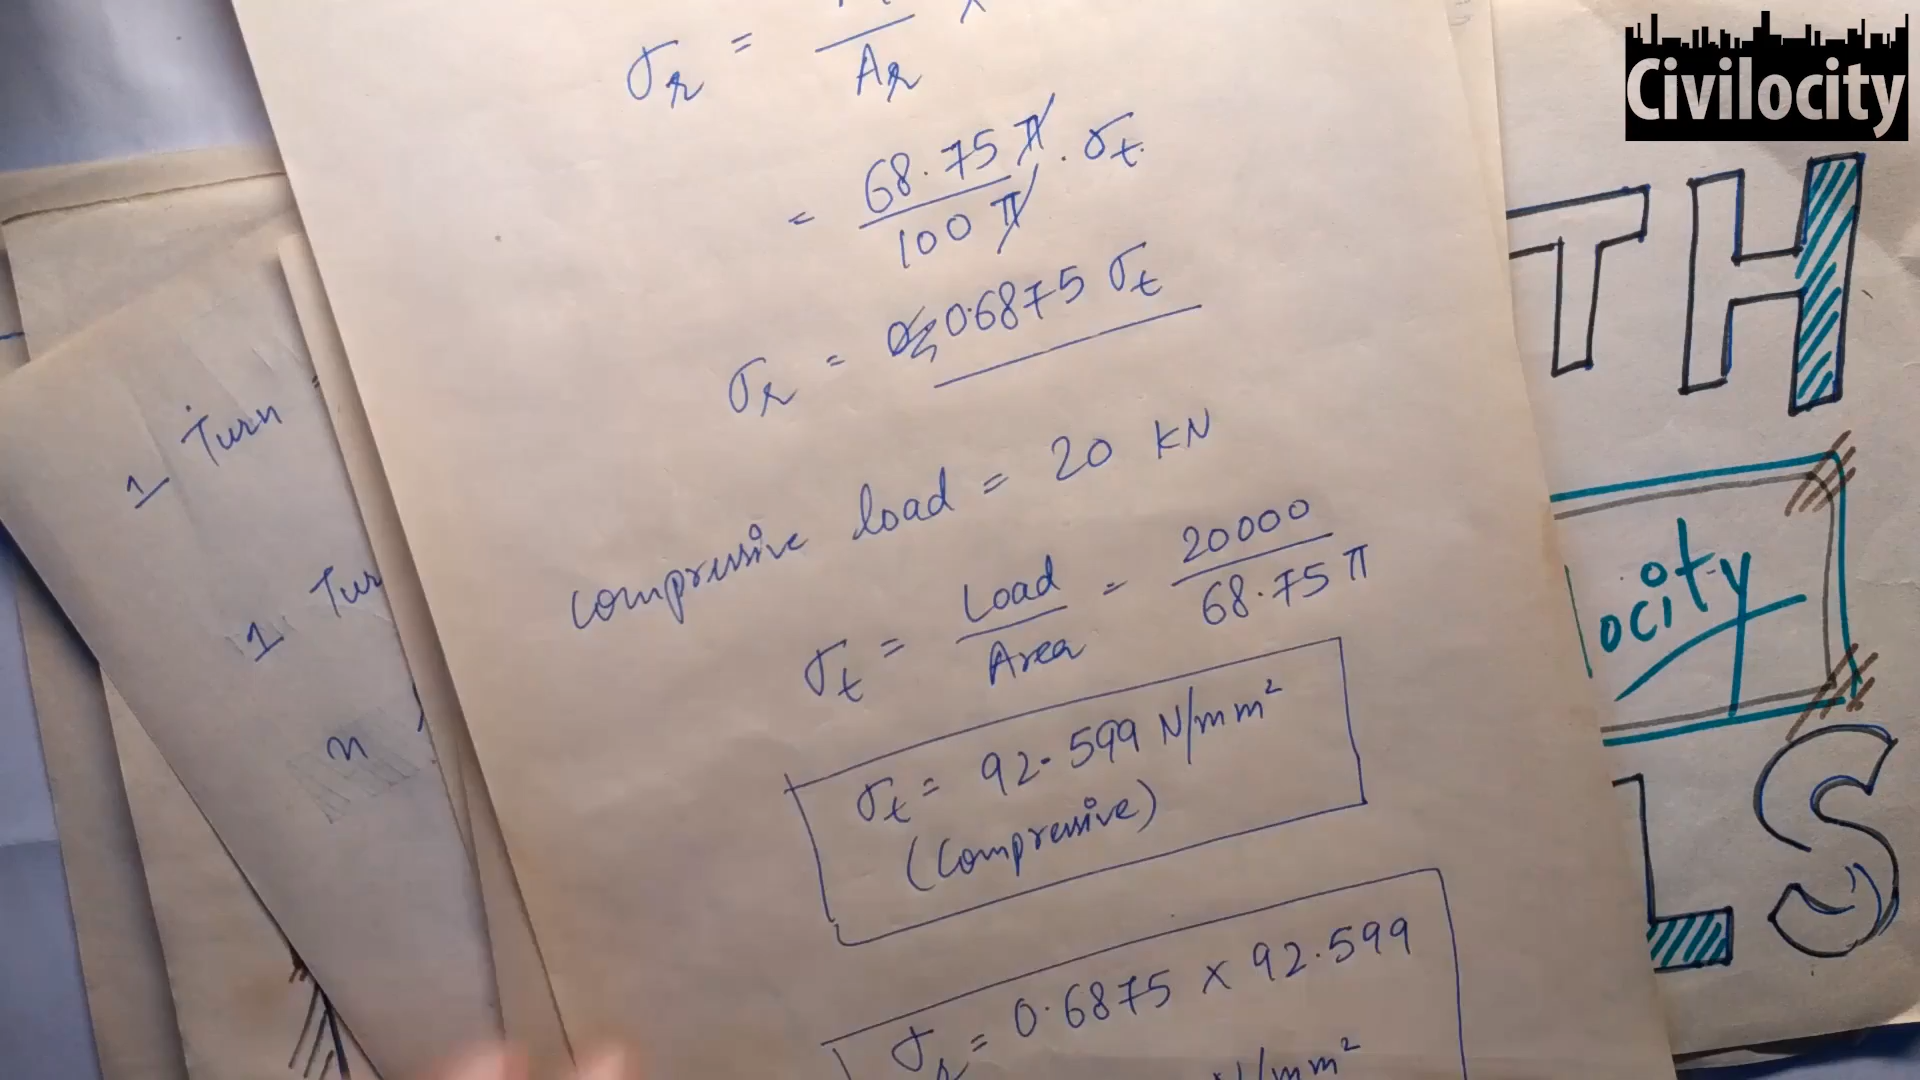 Civilocity
σr = / Ar ×
= 68.75 π / 100 π . σt
σr = 0.6875 σt
compressive load = 20 KN
σt = Load / Area = 20000 / 68.75 π
σt = 92.599 N/mm²
(Compressive)
σr = 0.6875 × 92.599
N/mm²
1 Turn =
1 Tur
n
TH
ocity
LS